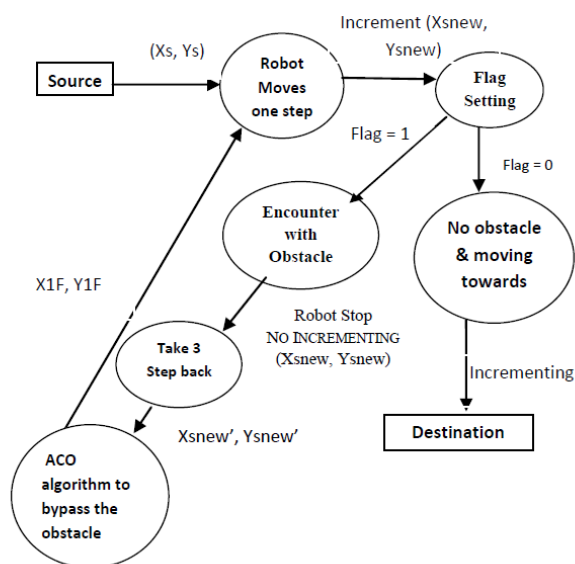 Increment (Xsnew,
Ysnew)
(Xs, Ys)
Source
Robot
Moves
one step
Flag
Setting
Flag = 1
Flag = 0
Encounter
with
Obstacle
No obstacle
& moving
towards
X1F, Y1F
Robot Stop
NO INCREMENTING
(Xsnew, Ysnew)
Take 3
Step back
Incrementing
Xsnew’, Ysnew’
Destination
ACO
algorithm to
bypass the
obstacle